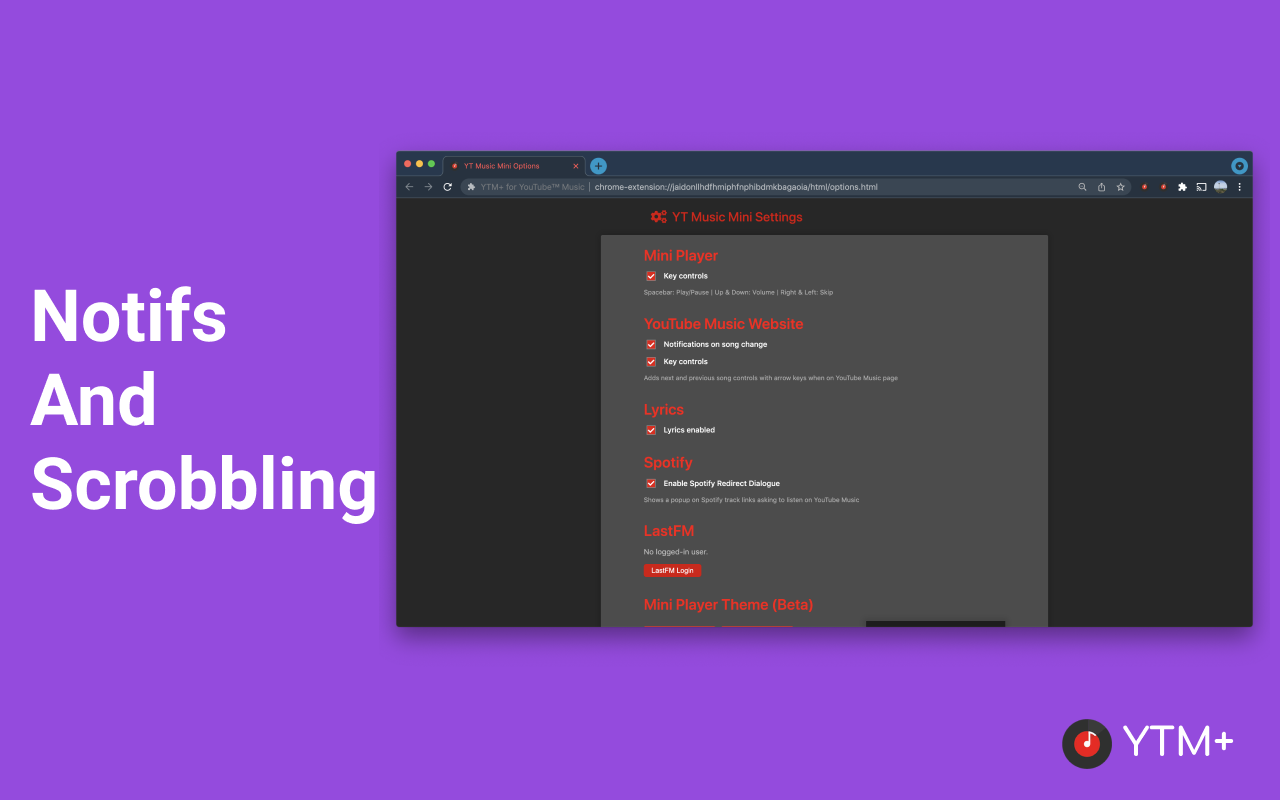 Notifs
And
Scrobbling
YT Music Mini Options
YTM+ for YouTube™ Music | chrome-extension://jaidonllhdfhmiphfnphibdmkbagaoia/html/options.html
YT Music Mini Settings
Mini Player
Key controls
Spacebar: Play/Pause | Up & Down: Volume | Right & Left: Skip
YouTube Music Website
Notifications on song change
Key controls
Adds next and previous song controls with arrow keys when on YouTube Music page
Lyrics
Lyrics enabled
Spotify
Enable Spotify Redirect Dialogue
Shows a popup on Spotify track links asking to listen on YouTube Music
LastFM
No logged-in user.
LastFM Login
Mini Player Theme (Beta)
YTM+